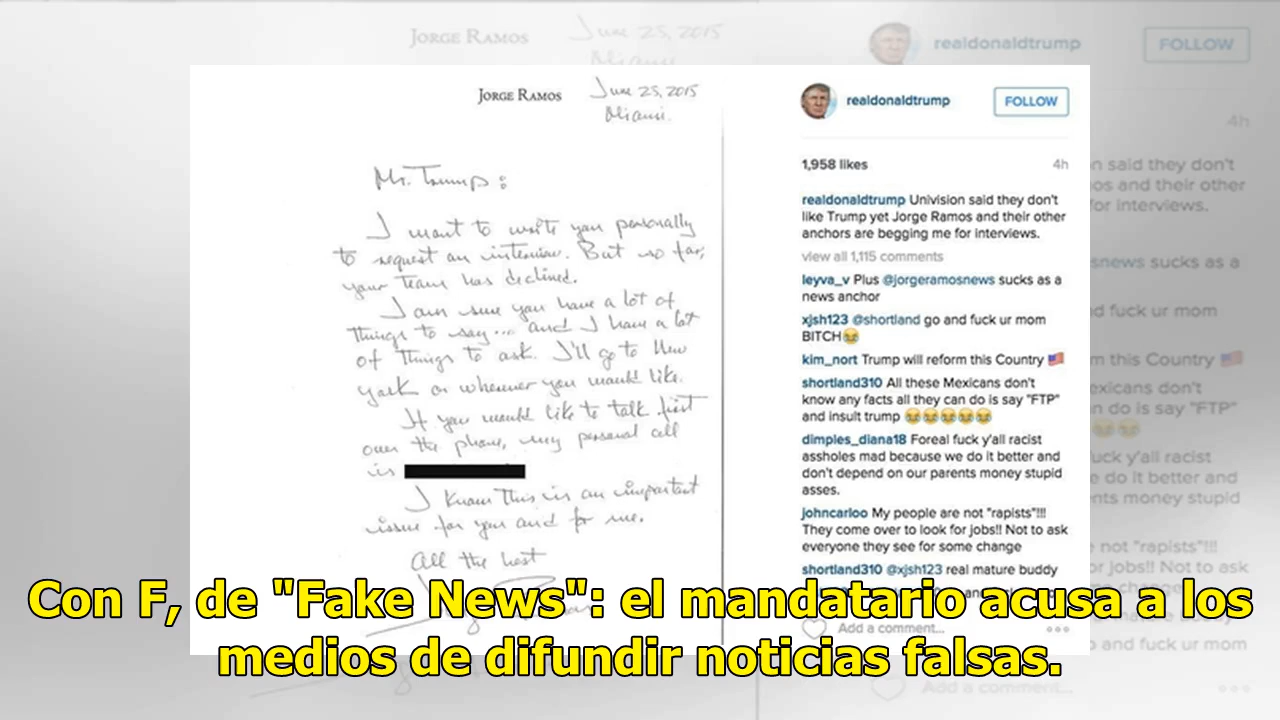 JORGE RAMOS
June 25, 2015
Miami.
Mr. Trump:
I want to write you personally
to request an interview. But so far,
your team has declined.
I am sure you have a lot of
things to say... and I have a lot
of things to ask. I'll go to New
York or wherever you would like.
If you would like to talk first
over the phone, my personal cell
is
I know this is an important
issue for you and for me.
All the best
realdonaldtrump
FOLLOW
1,958 likes
4h
realdonaldtrump Univision said they don't
like Trump yet Jorge Ramos and their other
anchors are begging me for interviews.
view all 1,115 comments
leyva_v Plus @jorgeramosnews sucks as a
news anchor
xjsh123 @shortland go and fuck ur mom
BITCH😂
kim_nort Trump will reform this Country 🇺🇸
shortland310 All these Mexicans don't
know any facts all they can do is say "FTP"
and insult trump 😂😂😂😂😂
dimples_diana18 Foreal fuck y'all racist
assholes mad because we do it better and
don't depend on our parents money stupid
asses.
johncarloo My people are not "rapists"!!!
They come over to look for jobs!! Not to ask
everyone they see for some change
shortland310 @xjsh123 real mature buddy
Add a comment...
Con F, de "Fake News": el mandatario acusa a los
medios de difundir noticias falsas.